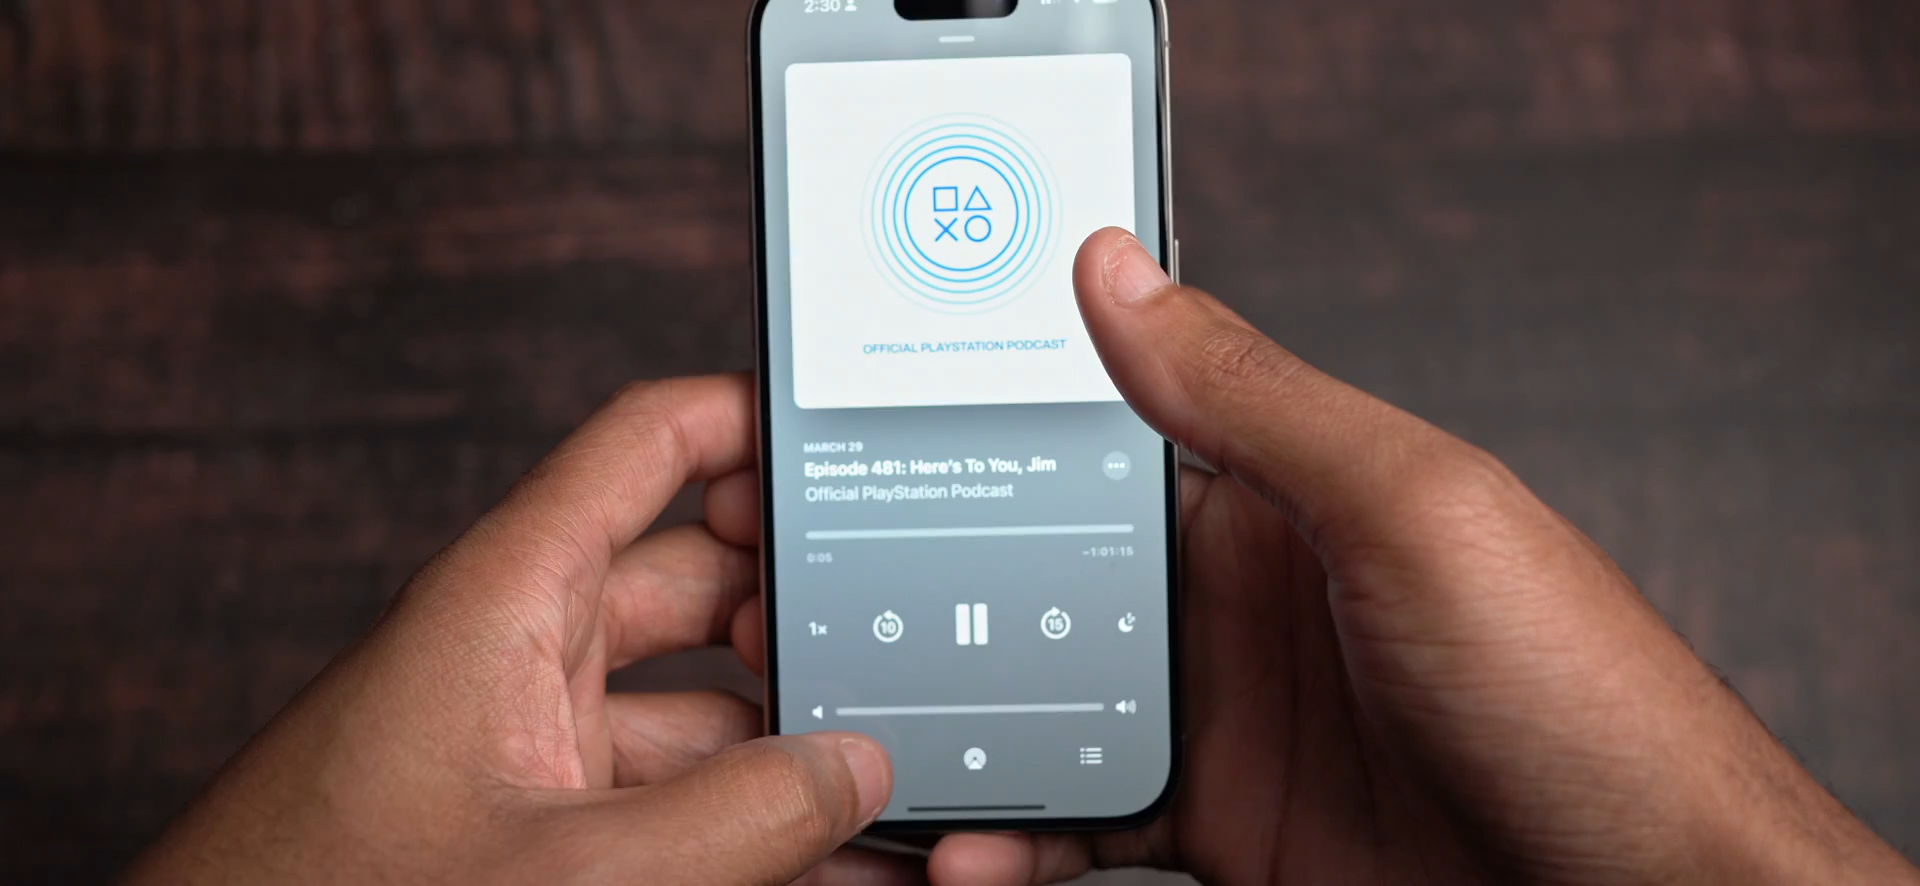 2:30
OFFICIAL PLAYSTATION PODCAST
MARCH 29
Episode 481: Here's To You, Jim
Official PlayStation Podcast
0:05
-1:01:15
1x
10
15